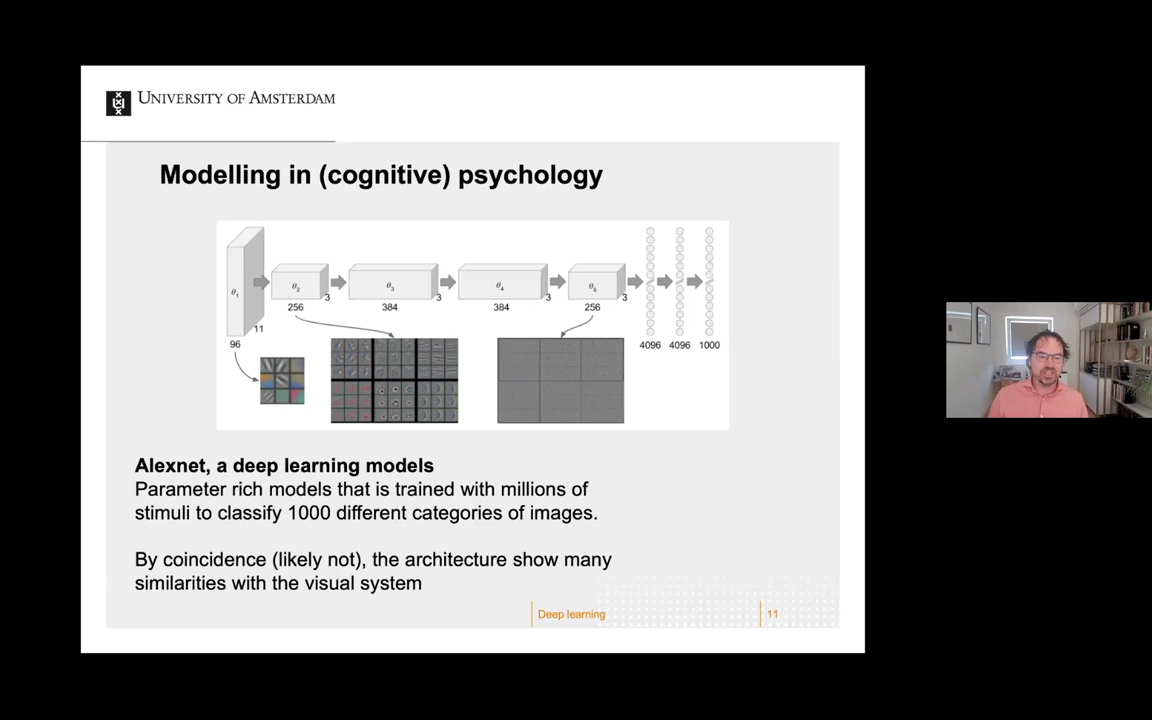 UNIVERSITY OF AMSTERDAM
Modelling in (cognitive) psychology
θ1
θ2
θ3
θ4
θ5
11
3
3
3
3
96
256
384
384
256
4096
4096
1000
Alexnet, a deep learning models
Parameter rich models that is trained with millions of
stimuli to classify 1000 different categories of images.
By coincidence (likely not), the architecture show many
similarities with the visual system
Deep learning
11